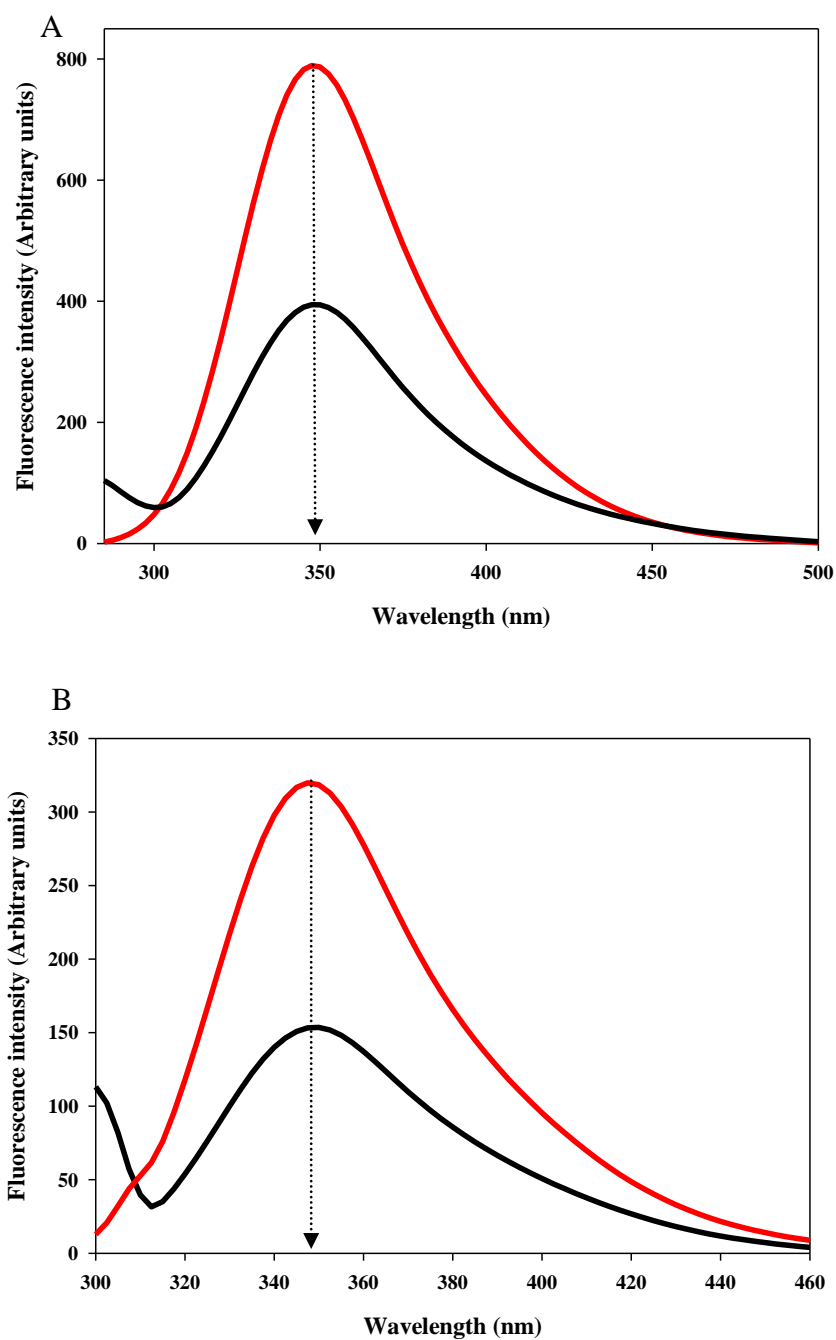 A
Fluorescence intensity (Arbitrary units)
800
600
400
200
0
300 350 400 450 500
Wavelength (nm)
B
Fluorescence intensity (Arbitrary units)
350
300
250
200
150
100
50
0
300 320 340 360 380 400 420 440 460
Wavelength (nm)